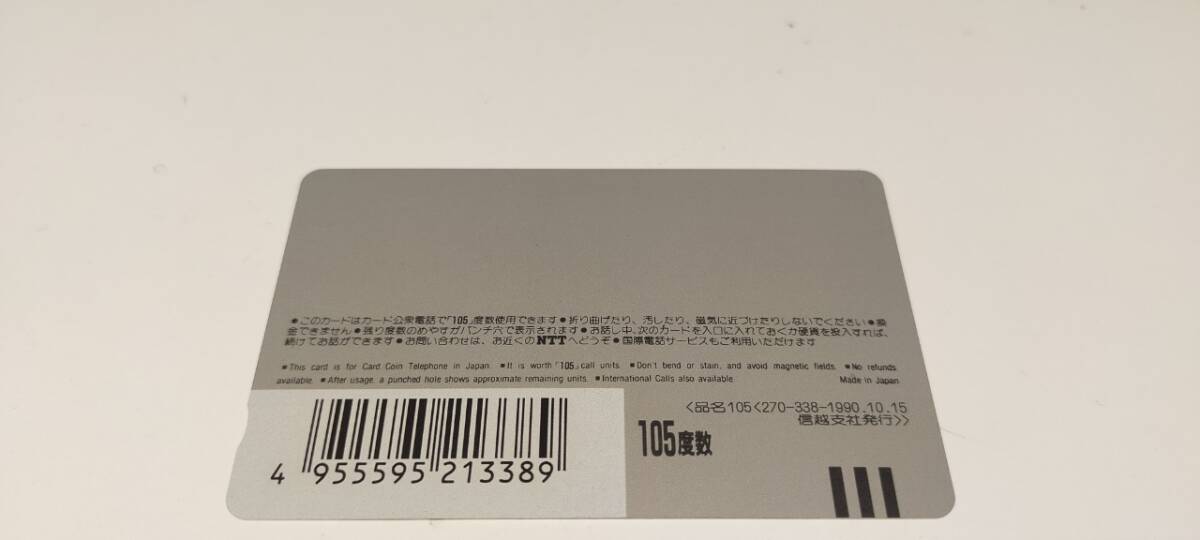 ●このカードはカード公衆電話で「105」度数使用できます●折り曲げたり、汚したり、磁気に近づけたりしないでください●換
金できません●残り度数のめやすがパンチ穴で表示されます●お話し中、次のカードを入口に入れておくか硬貨を投入すれば、
続けてお話ができます●お問い合わせは、お近くのNTTへどうぞ●国際電話サービスもご利用いただけます
■This card is for Card Coin Telephone in Japan. ■It is worth「105」call units. ■Don't bend or stain, and avoid magnetic fields. ■No refunds
available. ■After usage, a punched hole shows approximate remaining units. ■International Calls also available. Made in Japan
<品名105<270-338-1990.10.15
信越支社発行>>
105度数
4 955595 213389